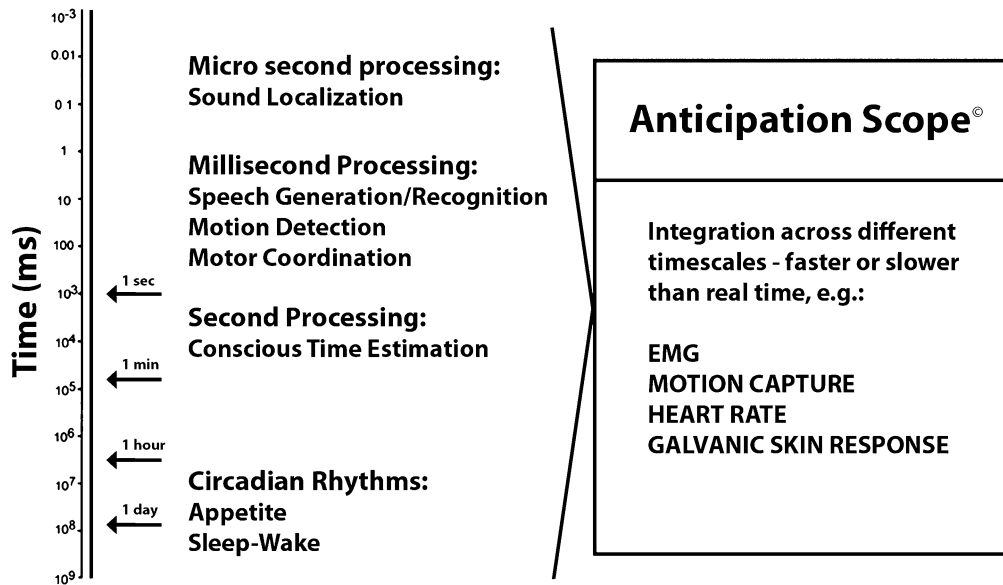 Time (ms)
10-3
0.01
0 1
1
10
100
103
104
105
106
107
108
109
1 sec
1 min
1 hour
1 day
Micro second processing:
Sound Localization
Millisecond Processing:
Speech Generation/Recognition
Motion Detection
Motor Coordination
Second Processing:
Conscious Time Estimation
Circadian Rhythms:
Appetite
Sleep-Wake
Anticipation Scope©
Integration across different
timescales - faster or slower
than real time, e.g.:
EMG
MOTION CAPTURE
HEART RATE
GALVANIC SKIN RESPONSE